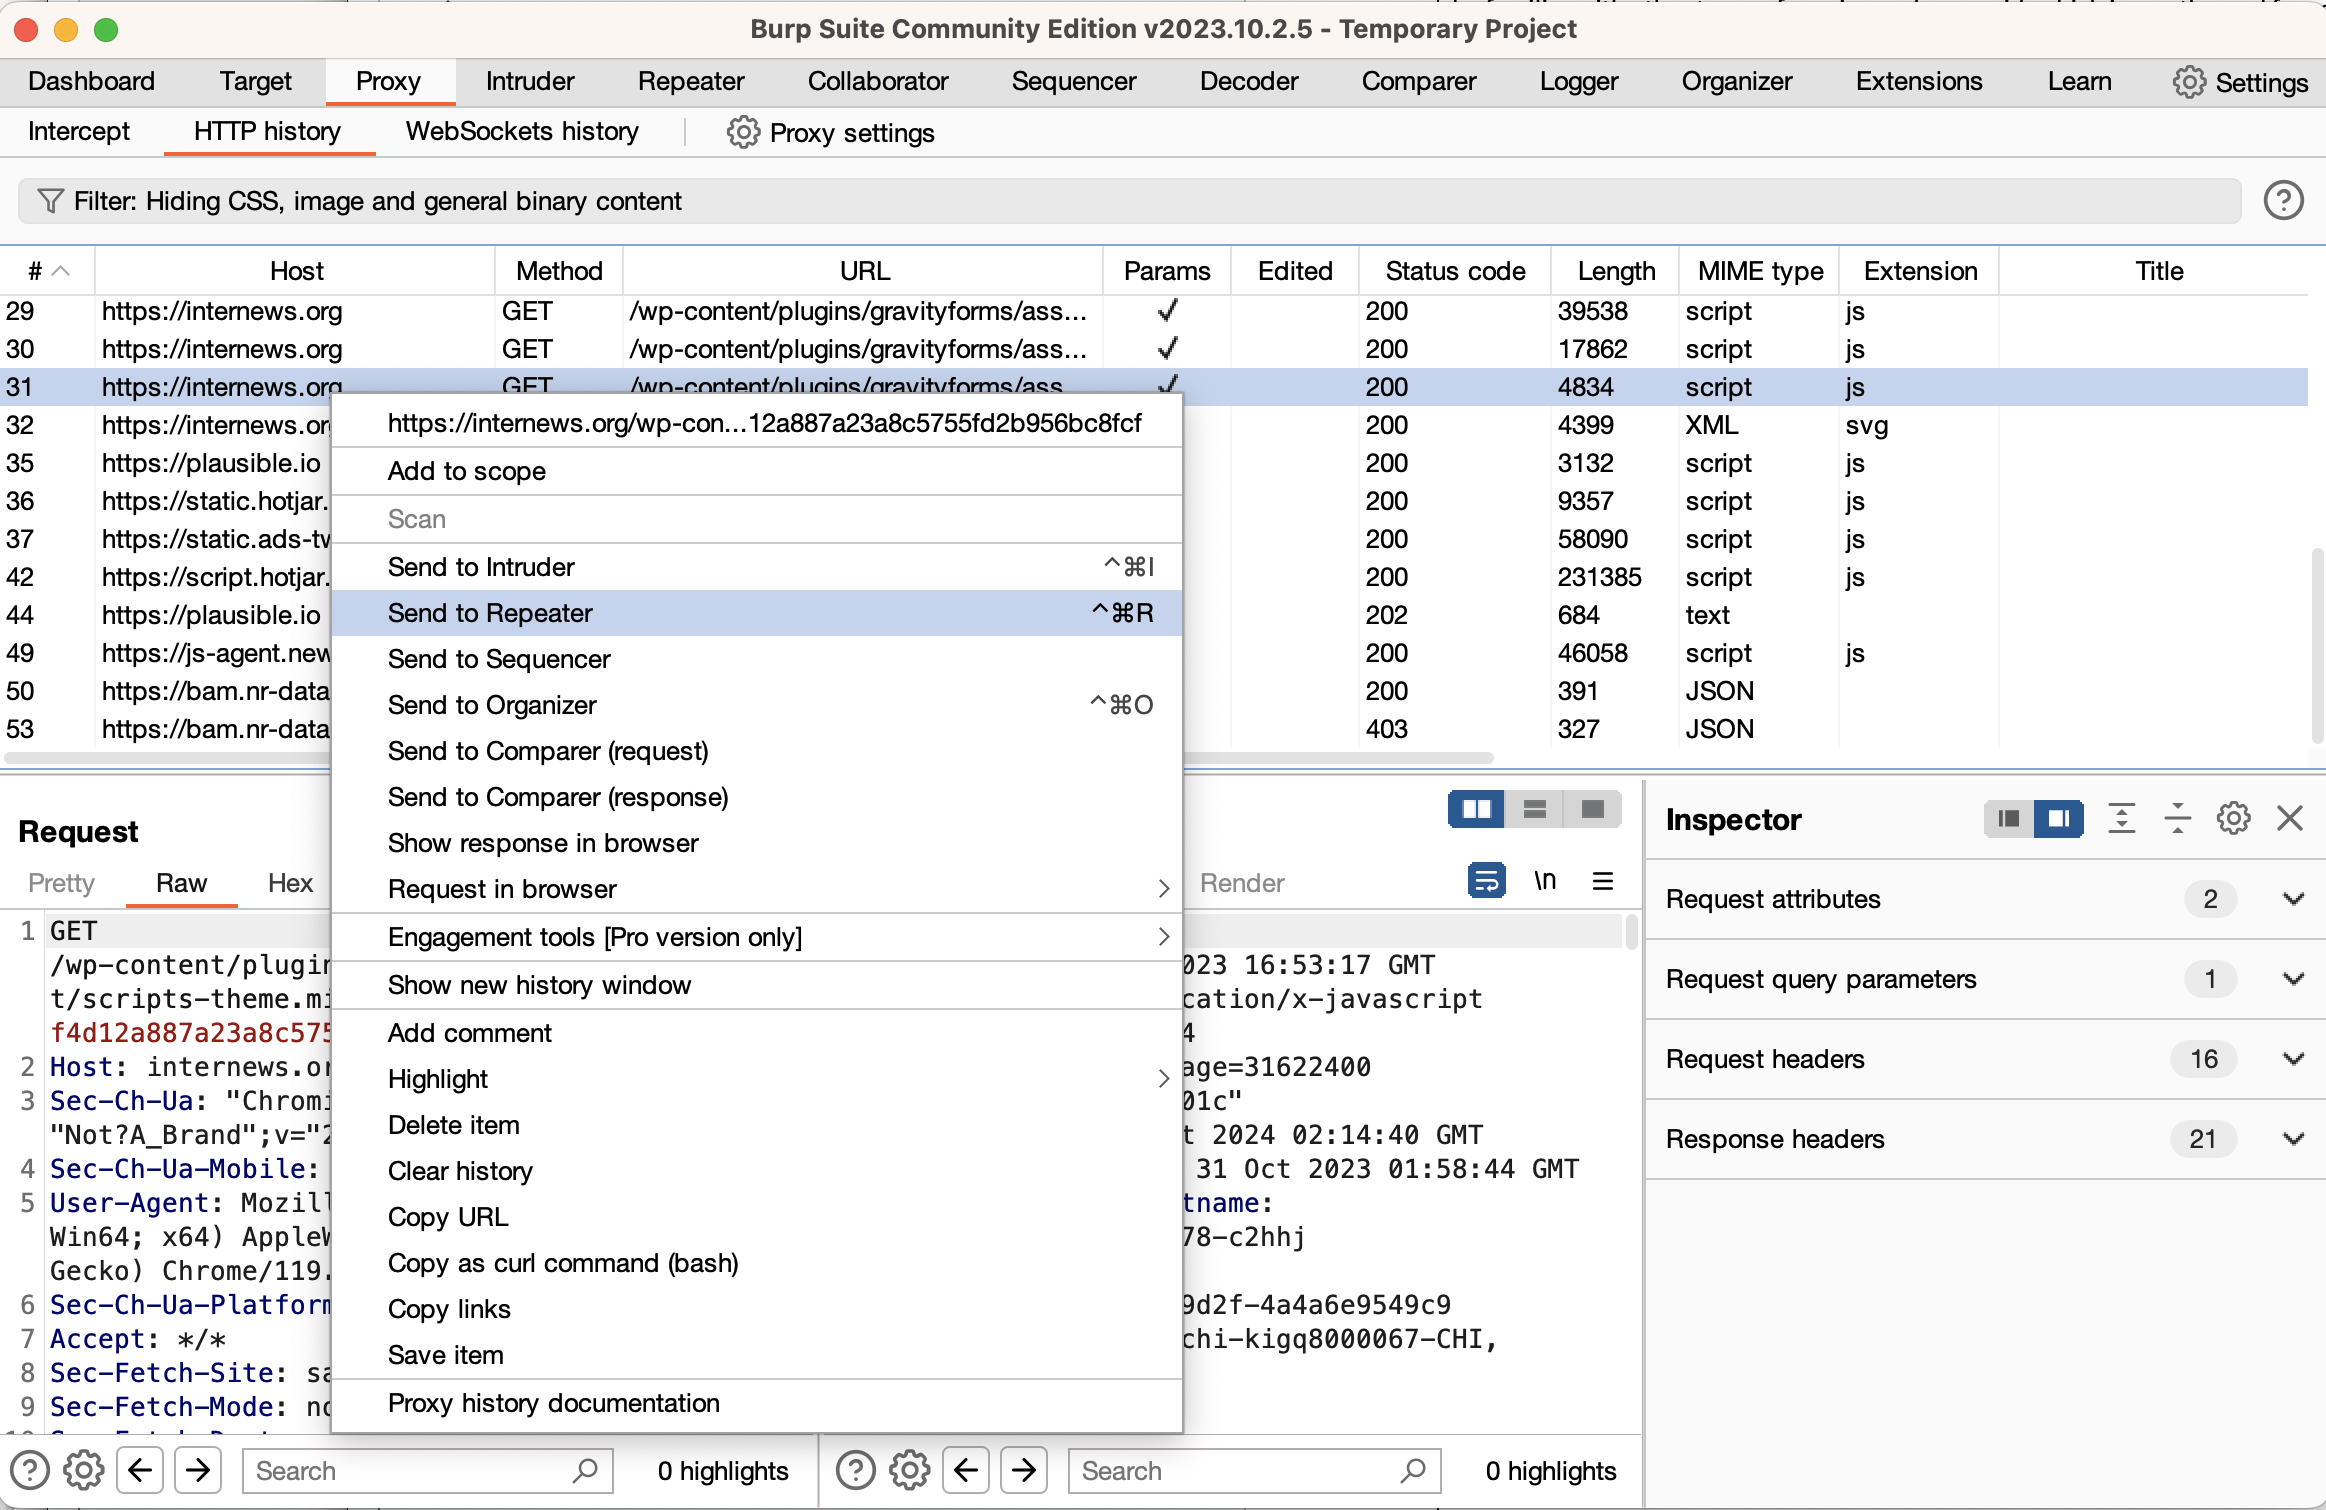 Burp Suite Community Edition v2023.10.2.5 - Temporary Project
Dashboard Target Proxy Intruder Repeater Collaborator Sequencer Decoder Comparer Logger Organizer Extensions Learn Settings
Intercept HTTP history WebSockets history Proxy settings
Filter: Hiding CSS, image and general binary content ?
# Host Method URL Params Edited Status code Length MIME type Extension Title
29 https://internews.org GET /wp-content/plugins/gravityforms/ass... ✓ 200 39538 script js
30 https://internews.org GET /wp-content/plugins/gravityforms/ass... ✓ 200 17862 script js
31 https://internews.org GET /wp-content/plugins/gravityforms/ass ✓ 200 4834 script js
32 https://internews.or 200 4399 XML svg
35 https://plausible.io 200 3132 script js
36 https://static.hotjar. 200 9357 script js
37 https://static.ads-tw 200 58090 script js
42 https://script.hotjar. 200 231385 script js
44 https://plausible.io 202 684 text
49 https://js-agent.new 200 46058 script js
50 https://bam.nr-data 200 391 JSON
53 https://bam.nr-data 403 327 JSON
https://internews.org/wp-con...12a887a23a8c5755fd2b956bc8fcf
Add to scope
Scan
Send to Intruder ^⌘I
Send to Repeater ^⌘R
Send to Sequencer
Send to Organizer ^⌘O
Send to Comparer (request)
Send to Comparer (response)
Show response in browser
Request in browser
Engagement tools [Pro version only]
Show new history window
Add comment
Highlight
Delete item
Clear history
Copy URL
Copy as curl command (bash)
Copy links
Save item
Proxy history documentation
Request
Pretty Raw Hex
1 GET
/wp-content/plugin
t/scripts-theme.mi
f4d12a887a23a8c575
2 Host: internews.or
3 Sec-Ch-Ua: "Chromi
"Not?A_Brand";v="2
4 Sec-Ch-Ua-Mobile:
5 User-Agent: Mozill
Win64; x64) AppleW
Gecko) Chrome/119.
6 Sec-Ch-Ua-Platform
7 Accept: */*
8 Sec-Fetch-Site: sa
9 Sec-Fetch-Mode: no
Render \n
023 16:53:17 GMT
cation/x-javascript
4
age=31622400
01c"
t 2024 02:14:40 GMT
31 Oct 2023 01:58:44 GMT
tname:
78-c2hhj
9d2f-4a4a6e9549c9
chi-kigq8000067-CHI,
Inspector
Request attributes 2
Request query parameters 1
Request headers 16
Response headers 21
? Search 0 highlights
? Search 0 highlights